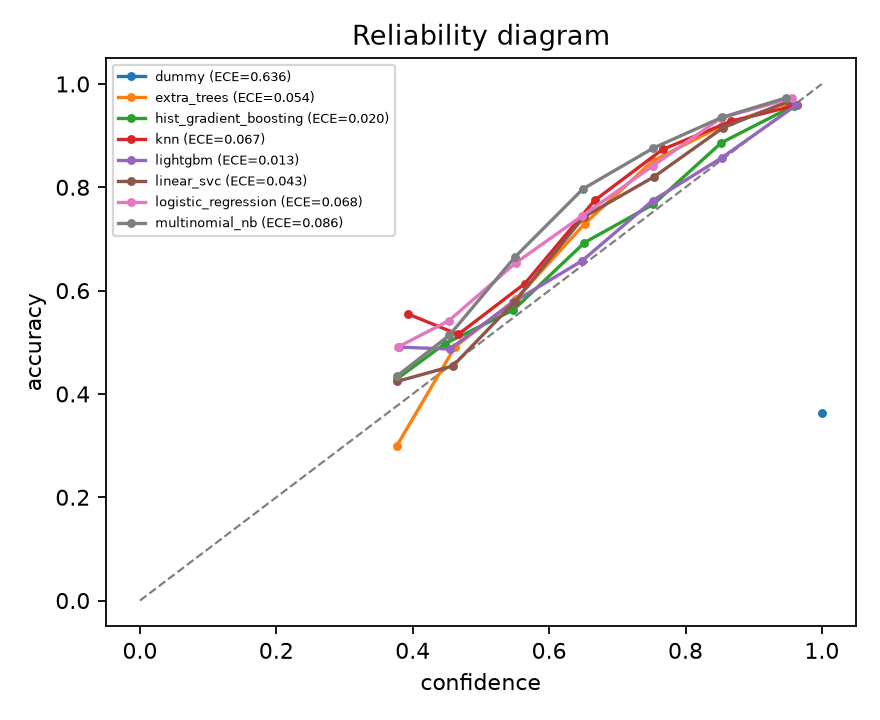 Reliability diagram
dummy (ECE=0.636)
extra_trees (ECE=0.054)
hist_gradient_boosting (ECE=0.020)
knn (ECE=0.067)
lightgbm (ECE=0.013)
linear_svc (ECE=0.043)
logistic_regression (ECE=0.068)
multinomial_nb (ECE=0.086)
1.0
0.8
0.6
0.4
0.2
0.0
accuracy
0.0 0.2 0.4 0.6 0.8 1.0
confidence